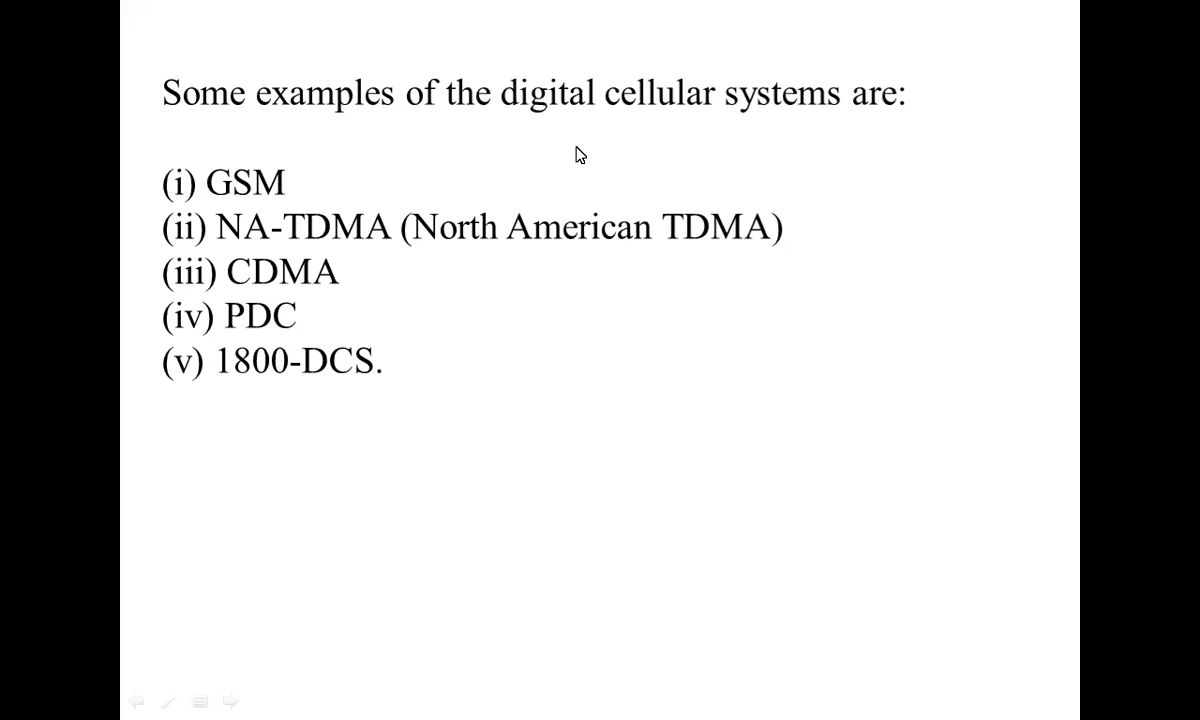 Some examples of the digital cellular systems are:
(i) GSM
(ii) NA-TDMA (North American TDMA)
(iii) CDMA
(iv) PDC
(v) 1800-DCS.